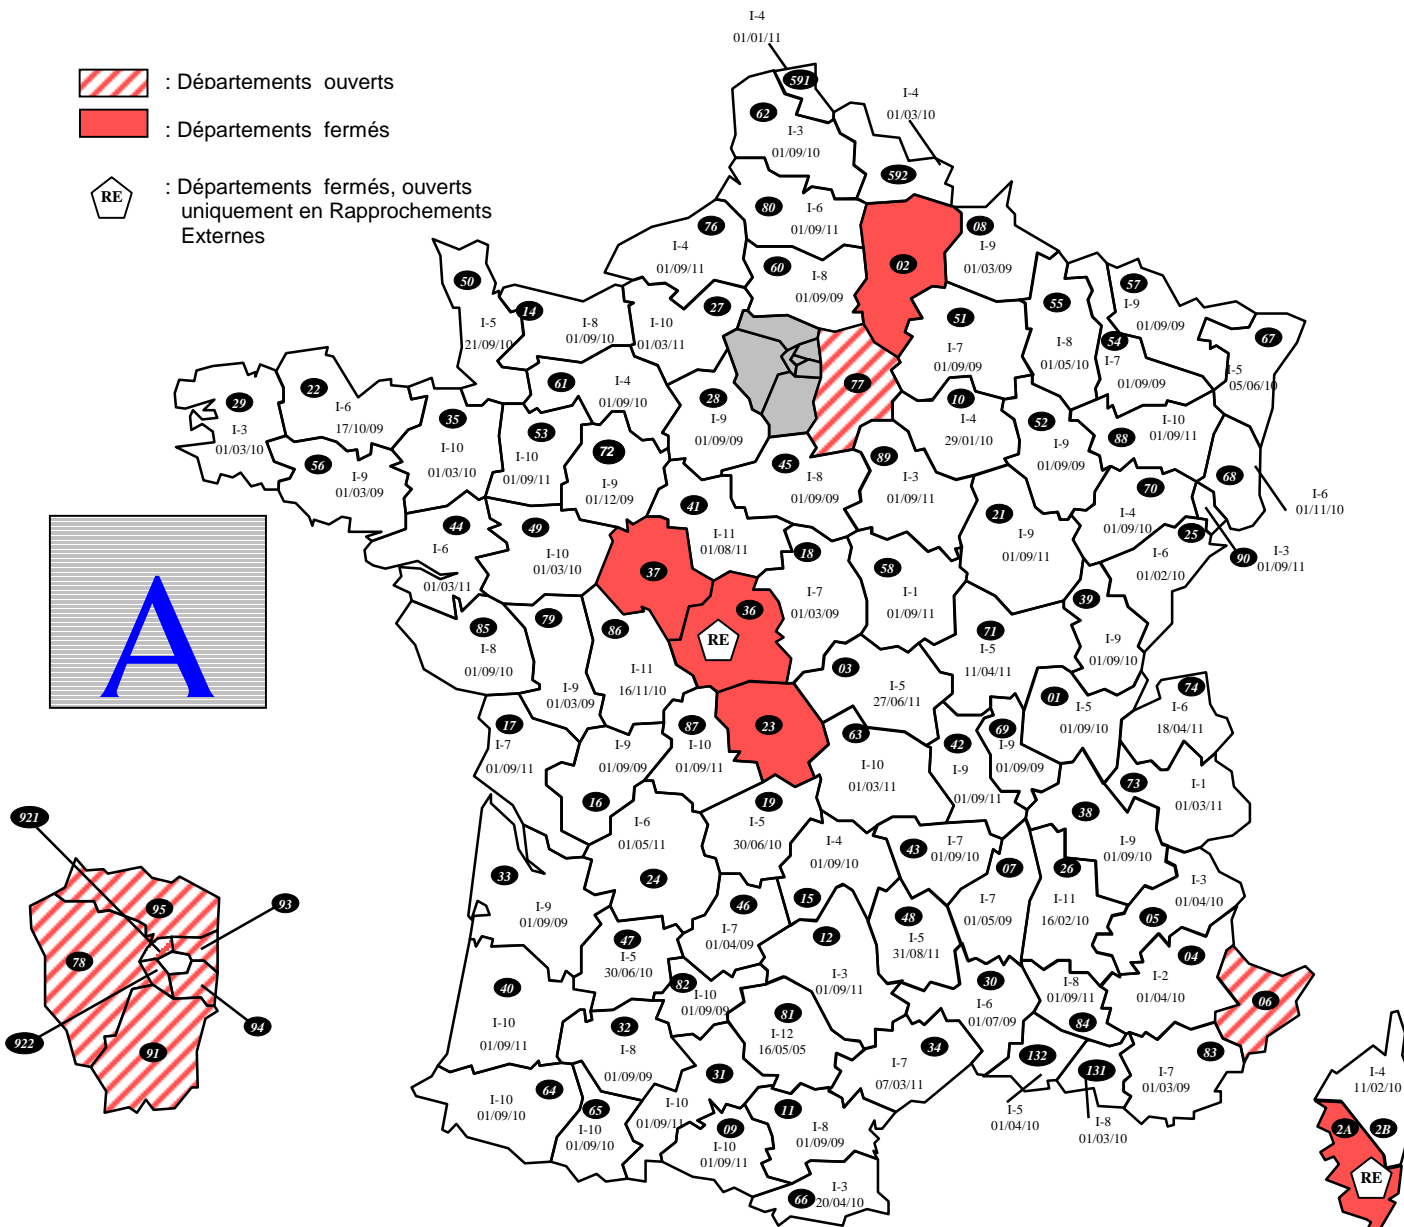 I-4
01/01/11
: Départements ouverts
: Départements fermés
RE
: Départements fermés, ouverts
uniquement en Rapprochements
Externes
591
I-4
01/03/10
62
I-3
01/09/10
592
80
I-6
01/09/11
76
I-4
01/09/11
60
I-8
01/09/09
02
08
I-9
01/03/09
50
I-5
21/09/10
14
I-8
01/09/10
27
I-10
01/03/11
51
I-7
01/09/09
55
I-8
01/05/10
57
I-9
01/09/09
54
I-7
01/09/09
67
I-5
05/06/10
77
61
I-4
01/09/10
28
I-9
01/09/09
10
I-4
29/01/10
52
I-9
01/09/09
88
I-10
01/09/11
68
I-6
01/11/10
29
I-3
01/03/10
22
I-6
17/10/09
56
I-9
01/03/09
35
I-10
01/03/10
53
I-10
01/09/11
72
I-9
01/12/09
45
I-8
01/09/09
89
I-3
01/09/11
70
I-4
01/09/10
25
I-6
01/02/10
90
I-3
01/09/11
44
I-6
01/03/11
49
I-10
01/03/10
41
I-11
01/08/11
37
18
I-7
01/03/09
58
I-1
01/09/11
21
I-9
01/09/11
39
I-9
01/09/10
A
85
I-8
01/09/10
79
I-9
01/03/09
86
I-11
16/11/10
36
RE
03
I-5
27/06/11
71
I-5
11/04/11
01
I-5
01/09/10
74
I-6
18/04/11
17
I-7
01/09/11
16
I-9
01/09/09
87
I-10
01/09/11
23
63
I-10
01/03/11
42
I-9
01/09/11
69
I-9
01/09/09
73
I-1
01/03/11
38
I-9
01/09/10
24
I-6
01/05/11
19
I-5
30/06/10
15
I-4
01/09/10
43
I-7
01/09/10
07
I-7
01/05/09
26
I-11
16/02/10
05
I-3
01/04/10
921
95
93
78
922
94
91
33
I-9
01/09/09
47
I-5
30/06/10
46
I-7
01/04/09
12
I-3
01/09/11
48
I-5
31/08/11
30
I-6
01/07/09
84
I-8
01/09/11
04
I-2
01/04/10
06
40
I-10
01/09/11
32
I-8
01/09/09
82
I-10
01/09/09
81
I-12
16/05/05
34
I-7
07/03/11
132
I-5
01/04/10
131
I-8
01/03/10
83
I-7
01/03/09
64
I-10
01/09/10
65
I-10
01/09/10
31
I-10
01/09/11
09
I-10
01/09/11
11
I-8
01/09/09
66
I-3
20/04/10
I-4
11/02/10
2A
2B
RE